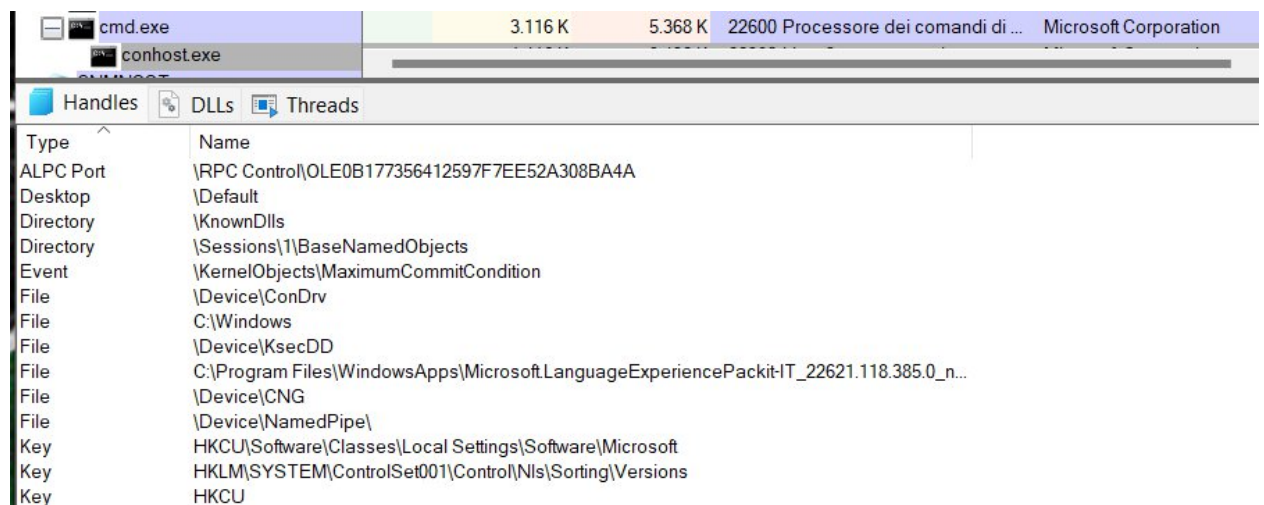 cmd.exe 3.116 K 5.368 K 22600 Processore dei comandi di ... Microsoft Corporation
conhost.exe
Handles DLLs Threads
Type Name
ALPC Port \RPC Control\OLE0B177356412597F7EE52A308BA4A
Desktop \Default
Directory \KnownDlls
Directory \Sessions\1\BaseNamedObjects
Event \KernelObjects\MaximumCommitCondition
File \Device\ConDrv
File C:\Windows
File \Device\KsecDD
File C:\Program Files\WindowsApps\Microsoft.LanguageExperiencePackit-IT_22621.118.385.0_n...
File \Device\CNG
File \Device\NamedPipe\
Key HKCU\Software\Classes\Local Settings\Software\Microsoft
Key HKLM\SYSTEM\ControlSet001\Control\Nls\Sorting\Versions
Key HKCU